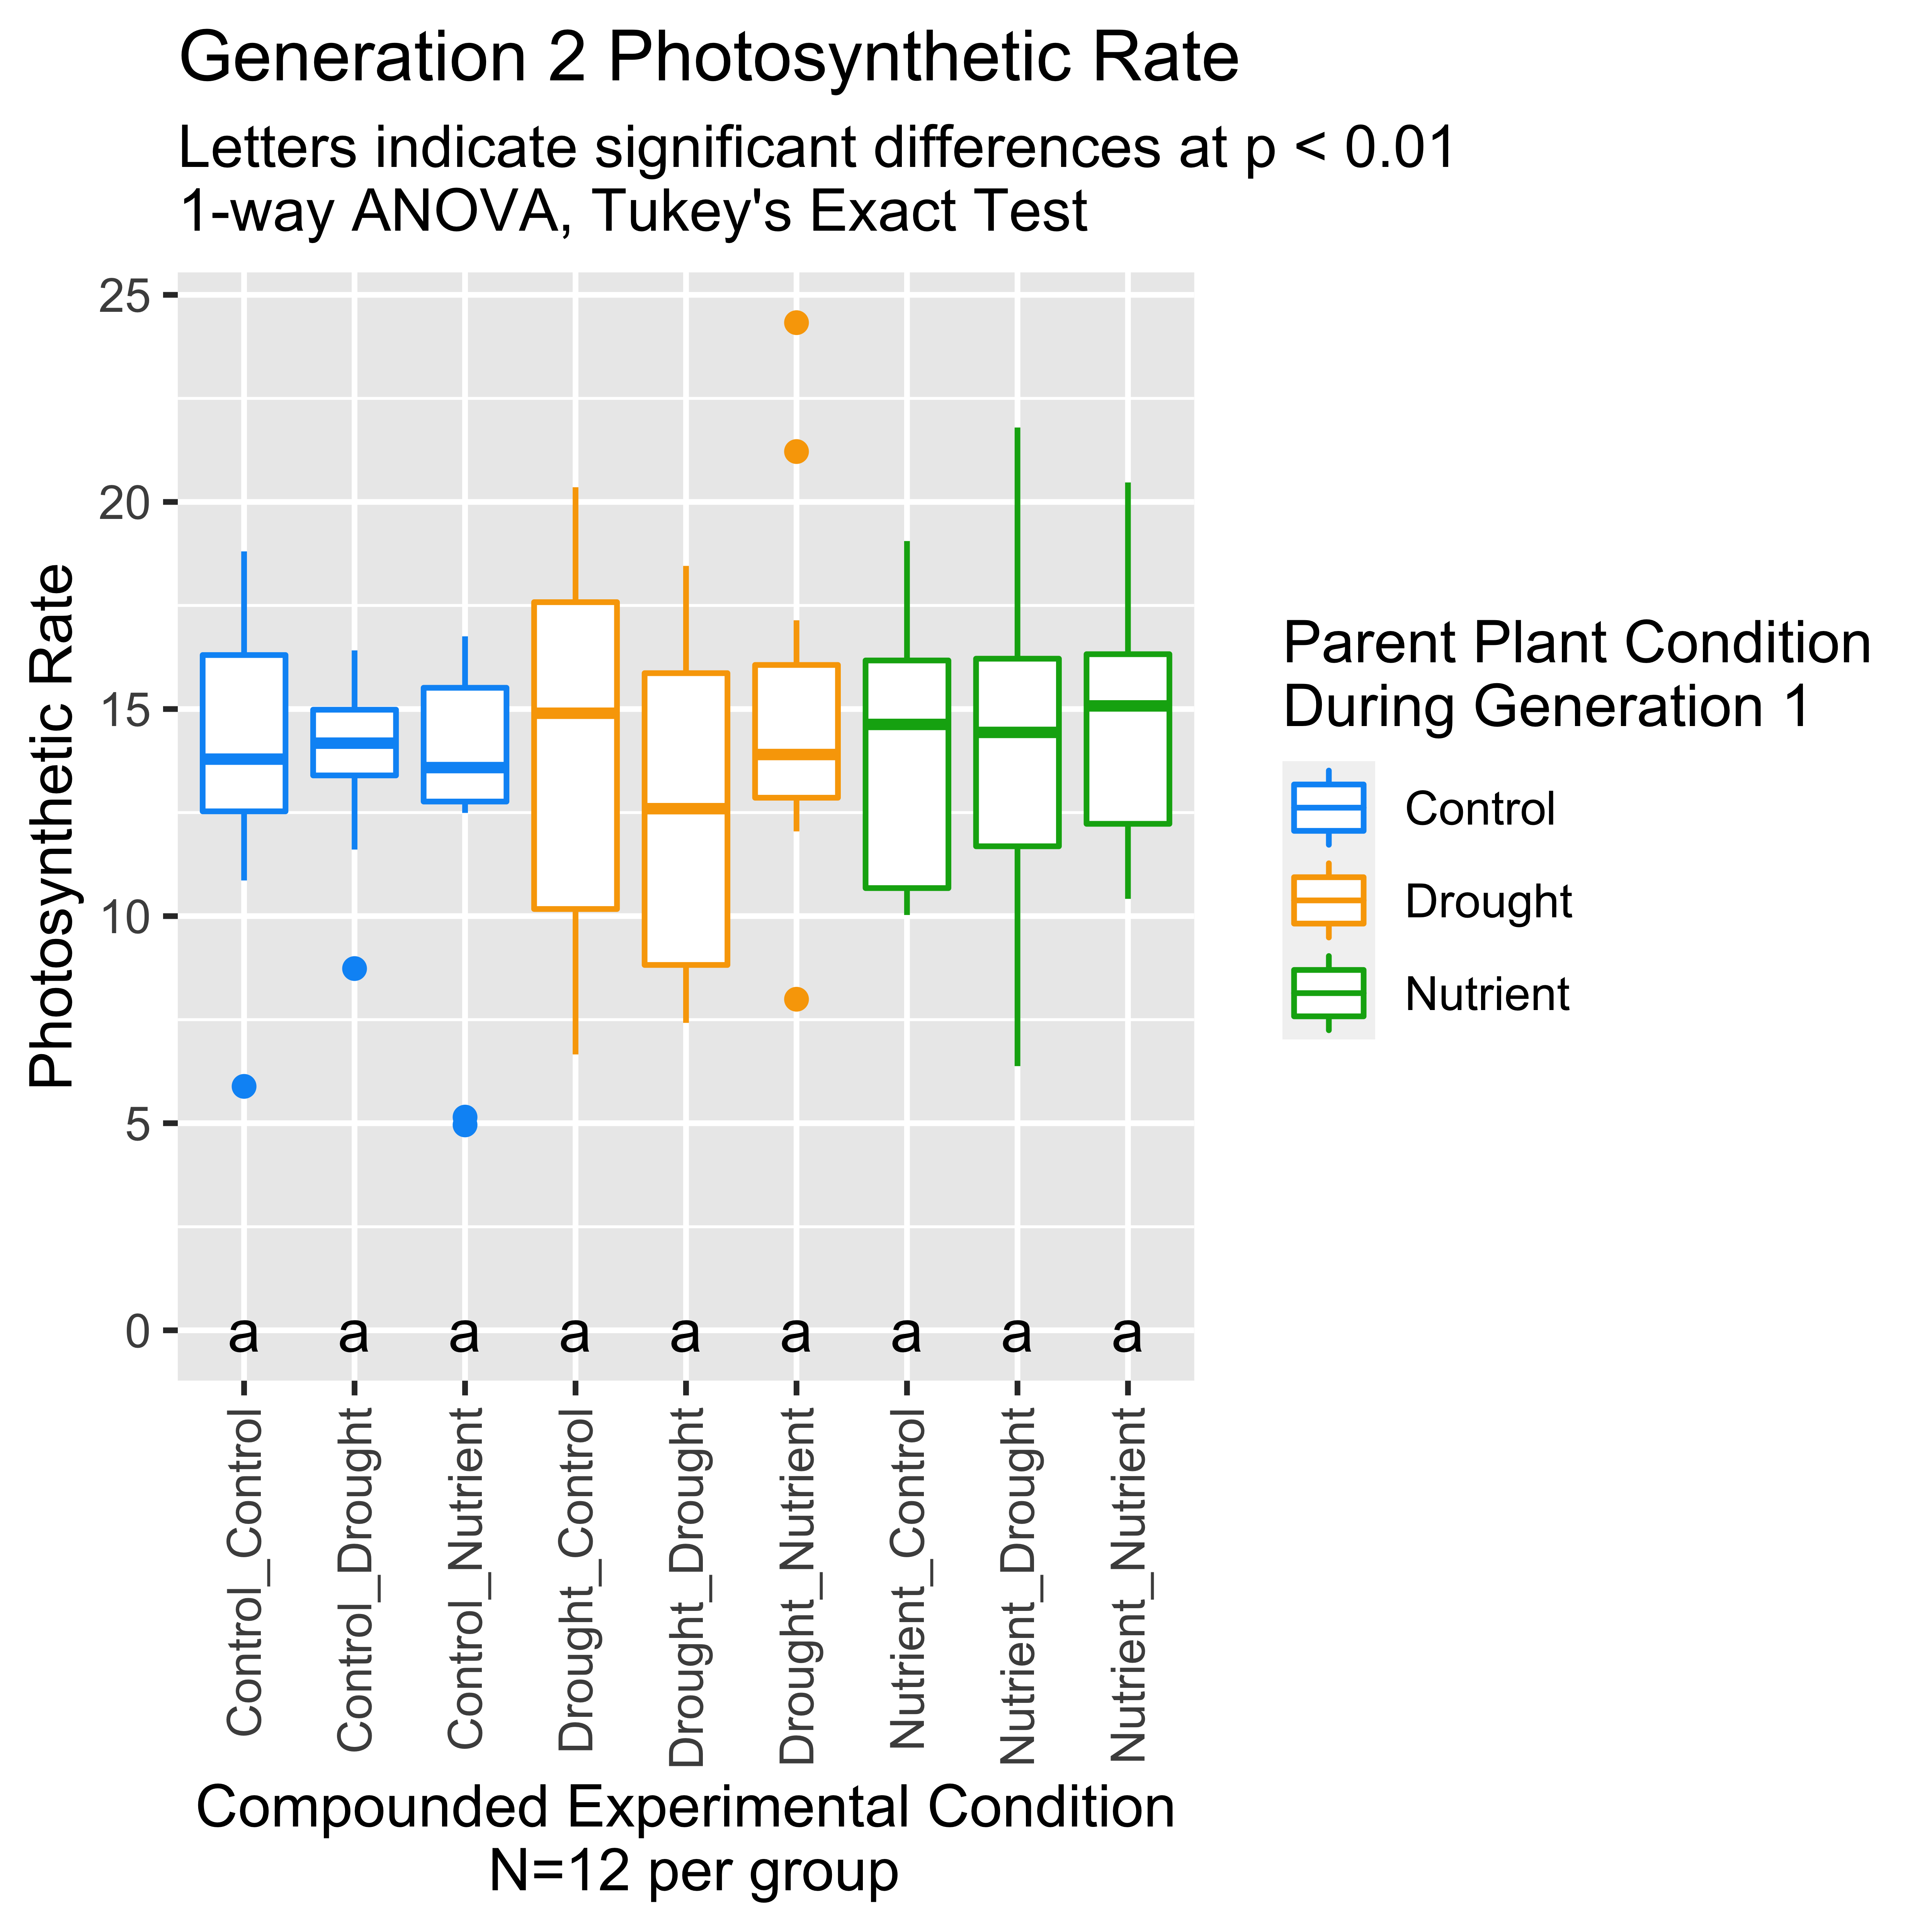 Generation 2 Photosynthetic Rate
Letters indicate significant differences at p < 0.01
1-way ANOVA, Tukey's Exact Test
Photosynthetic Rate
25
20
15
10
5
0
a a a a a a a a a
Control_Control
Control_Drought
Control_Nutrient
Drought_Control
Drought_Drought
Drought_Nutrient
Nutrient_Control
Nutrient_Drought
Nutrient_Nutrient
Compounded Experimental Condition
N=12 per group
Parent Plant Condition
During Generation 1
Control
Drought
Nutrient